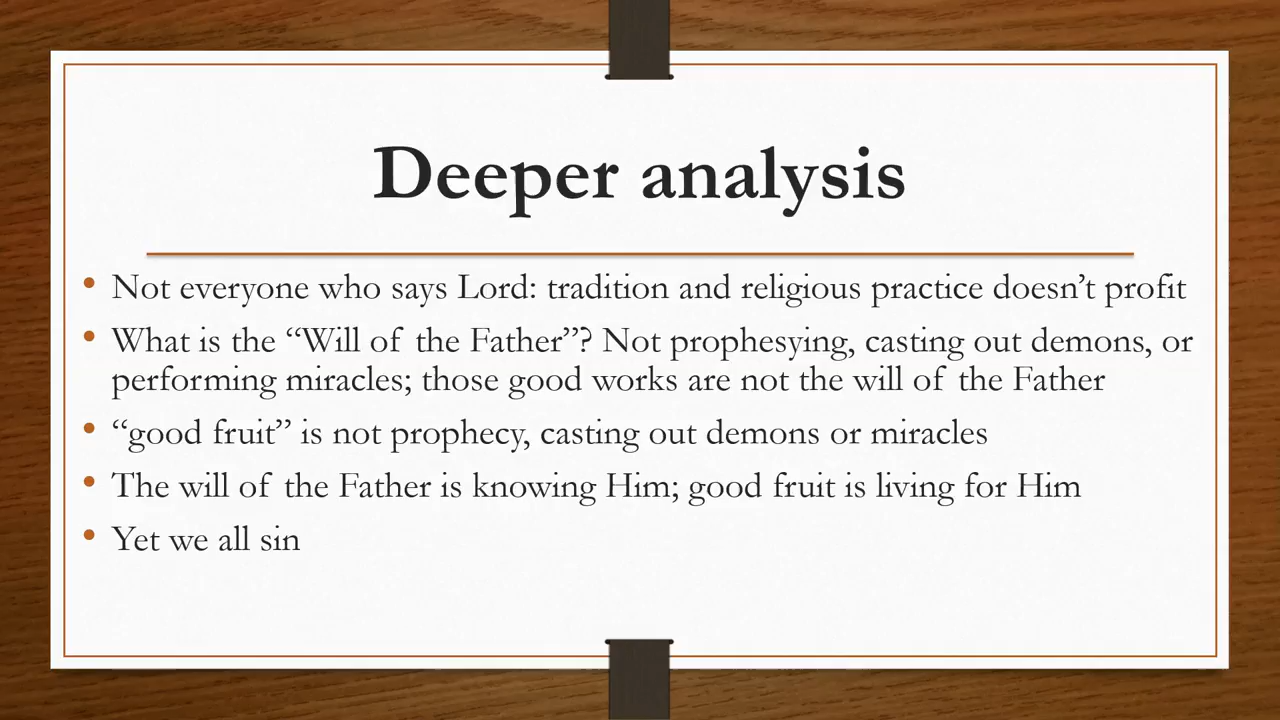 Deeper analysis
• Not everyone who says Lord: tradition and religious practice doesn’t profit
• What is the “Will of the Father”? Not prophesying, casting out demons, or
performing miracles; those good works are not the will of the Father
• “good fruit” is not prophecy, casting out demons or miracles
• The will of the Father is knowing Him; good fruit is living for Him
• Yet we all sin